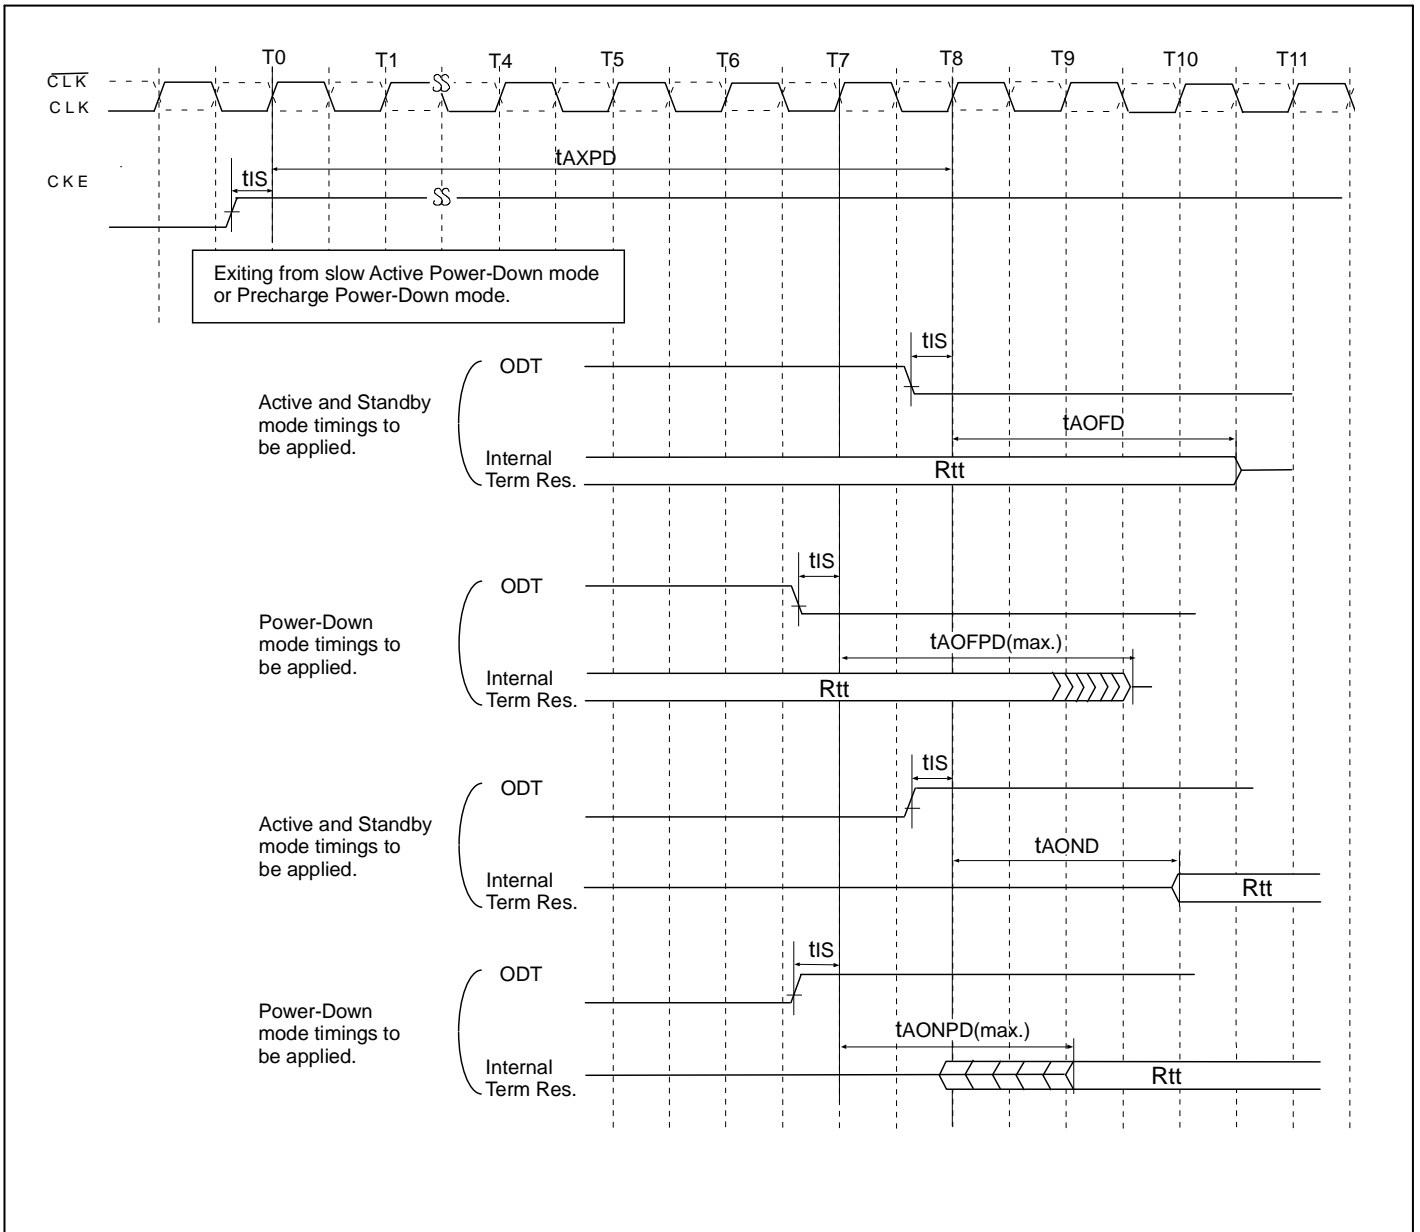 T0 T1 T4 T5 T6 T7 T8 T9 T10 T11
CLK
CLK
tAXPD
CKE
tIS
Exiting from slow Active Power-Down mode
or Precharge Power-Down mode.
tIS
ODT
Active and Standby
mode timings to
be applied.
tAOFD
Internal
Term Res.
Rtt
tIS
ODT
Power-Down
mode timings to
be applied.
tAOFPD(max.)
Internal
Term Res.
Rtt
tIS
ODT
Active and Standby
mode timings to
be applied.
tAOND
Internal
Term Res.
Rtt
tIS
ODT
Power-Down
mode timings to
be applied.
tAONPD(max.)
Internal
Term Res.
Rtt